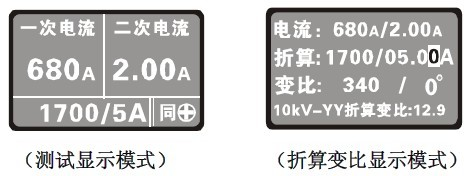 一次电流 二次电流
680A 2.00A
1700/5A 同⊕
（测试显示模式）
电流：680A/2.00A
折算：1700/05.00A
变比： 340 / 0°
10kV-YY折算变比:12.9
（折算变比显示模式）